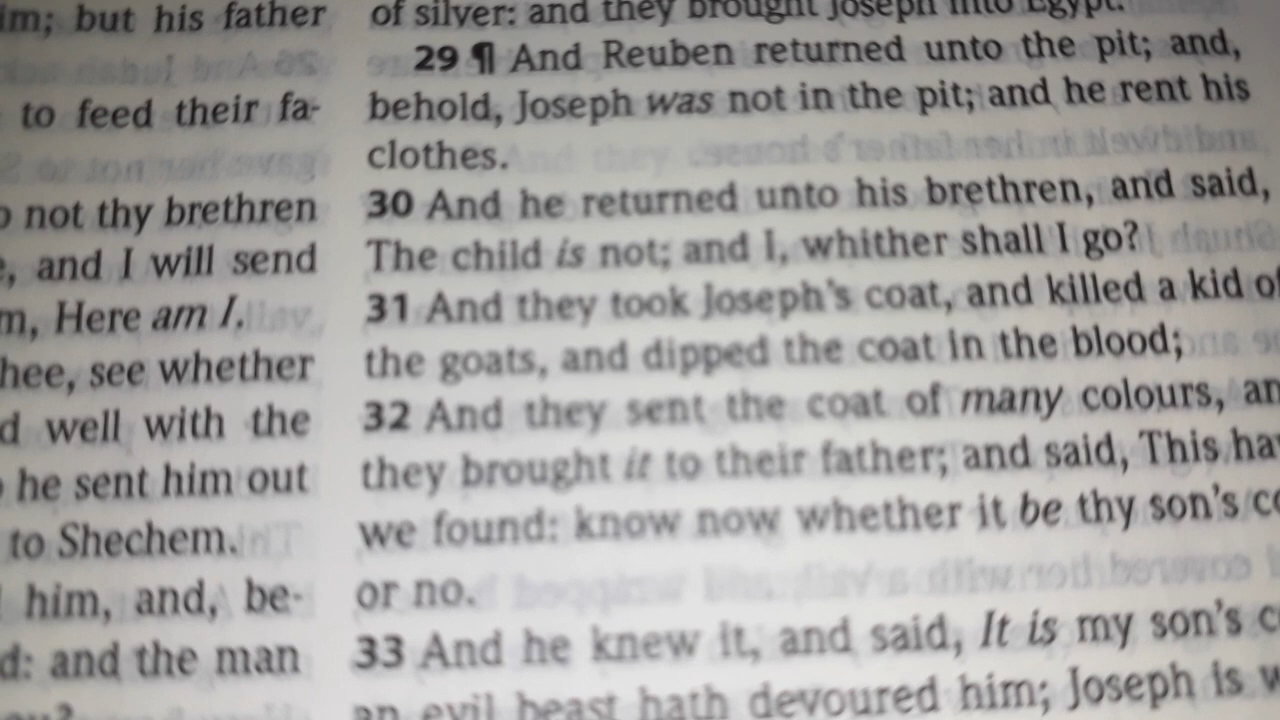 im; but his father
to feed their fa-
not thy brethren
and I will send
Here am I.
see whether
well with the
he sent him out
to Shechem.
him, and, be-
and the man
of silver: and they brought Joseph into Egypt.
29 ¶ And Reuben returned unto the pit; and,
behold, Joseph was not in the pit; and he rent his
clothes.
30 And he returned unto his brethren, and said,
The child is not; and I, whither shall I go?
31 And they took Joseph's coat, and killed a kid of
the goats, and dipped the coat in the blood;
32 And they sent the coat of many colours, an
they brought it to their father; and said, This ha
we found: know now whether it be thy son's co
or no.
33 And he knew it, and said, It is my son's c
an evil beast hath devoured him; Joseph is w